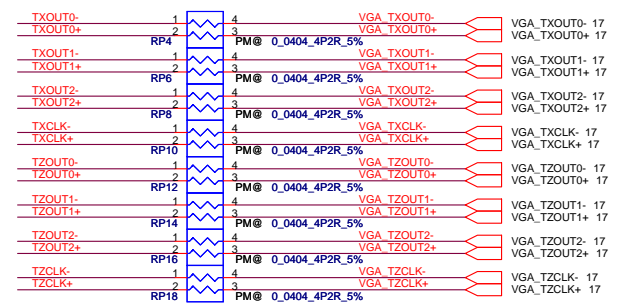 TXOUT0- 1 4 VGA_TXOUT0- VGA_TXOUT0- 17
TXOUT0+ 2 3 VGA_TXOUT0+ VGA_TXOUT0+ 17
RP4 PM@ 0_0404_4P2R_5%
TXOUT1- 1 4 VGA_TXOUT1- VGA_TXOUT1- 17
TXOUT1+ 2 3 VGA_TXOUT1+ VGA_TXOUT1+ 17
RP6 PM@ 0_0404_4P2R_5%
TXOUT2- 1 4 VGA_TXOUT2- VGA_TXOUT2- 17
TXOUT2+ 2 3 VGA_TXOUT2+ VGA_TXOUT2+ 17
RP8 PM@ 0_0404_4P2R_5%
TXCLK- 1 4 VGA_TXCLK- VGA_TXCLK- 17
TXCLK+ 2 3 VGA_TXCLK+ VGA_TXCLK+ 17
RP10 PM@ 0_0404_4P2R_5%
TZOUT0- 1 4 VGA_TZOUT0- VGA_TZOUT0- 17
TZOUT0+ 2 3 VGA_TZOUT0+ VGA_TZOUT0+ 17
RP12 PM@ 0_0404_4P2R_5%
TZOUT1- 1 4 VGA_TZOUT1- VGA_TZOUT1- 17
TZOUT1+ 2 3 VGA_TZOUT1+ VGA_TZOUT1+ 17
RP14 PM@ 0_0404_4P2R_5%
TZOUT2- 1 4 VGA_TZOUT2- VGA_TZOUT2- 17
TZOUT2+ 2 3 VGA_TZOUT2+ VGA_TZOUT2+ 17
RP16 PM@ 0_0404_4P2R_5%
TZCLK- 1 4 VGA_TZCLK- VGA_TZCLK- 17
TZCLK+ 2 3 VGA_TZCLK+ VGA_TZCLK+ 17
RP18 PM@ 0_0404_4P2R_5%